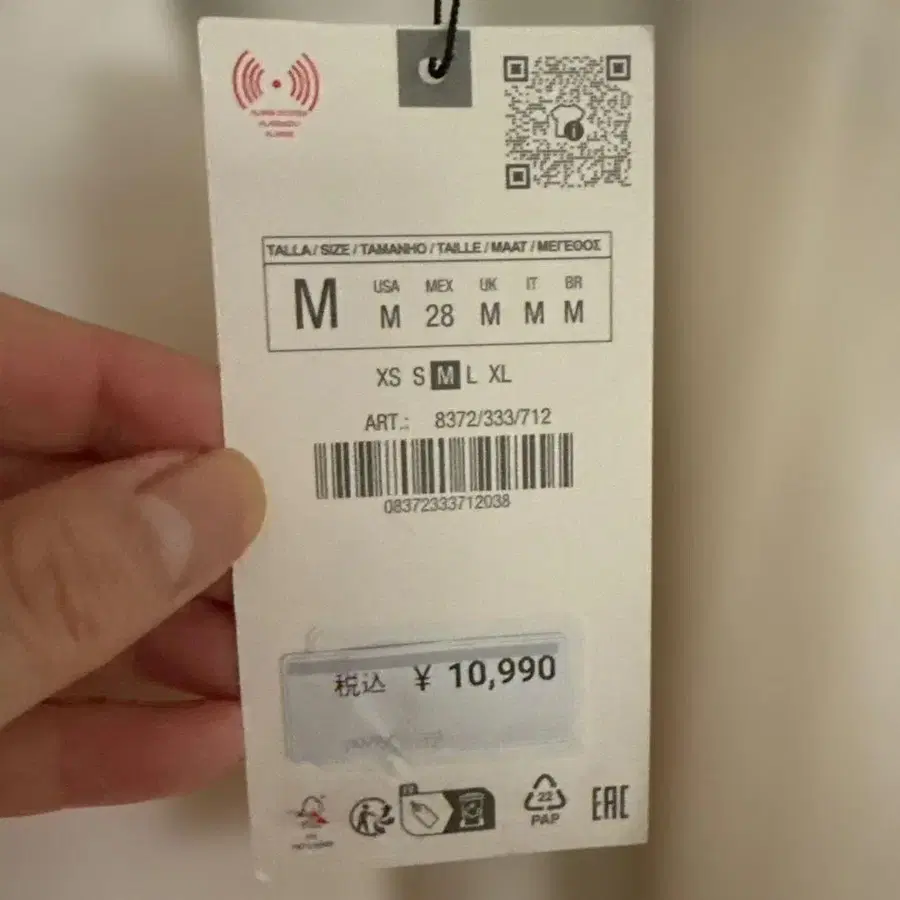 TALLA / SIZE / TAMANHO / TAILLE / MAAT / ΜΕΓΕΘΟΣ
M
USA MEX UK IT BR
M 28 M M M
XS S M L XL
ART.: 8372/333/712
08372333712038
税込 ¥ 10,990
22
PAP
EAC